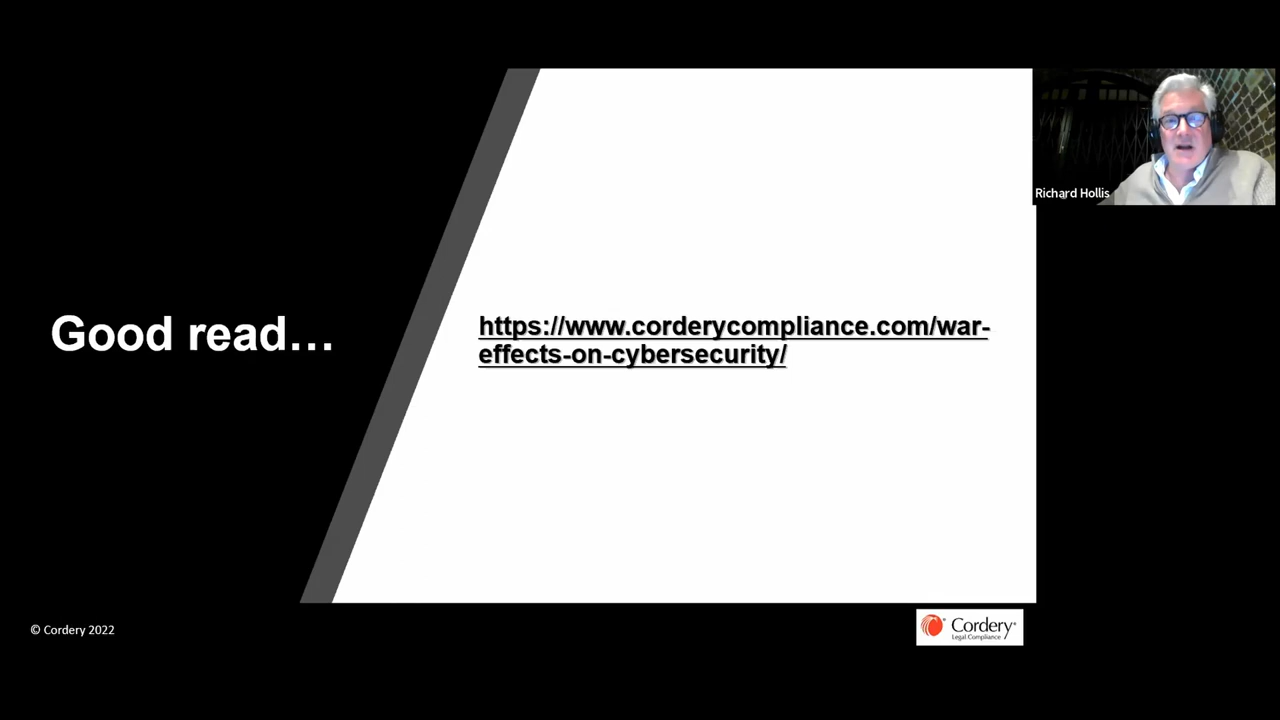 Good read...
https://www.corderycompliance.com/war-
effects-on-cybersecurity/
Richard Hollis
© Cordery 2022
Cordery®
Legal Compliance